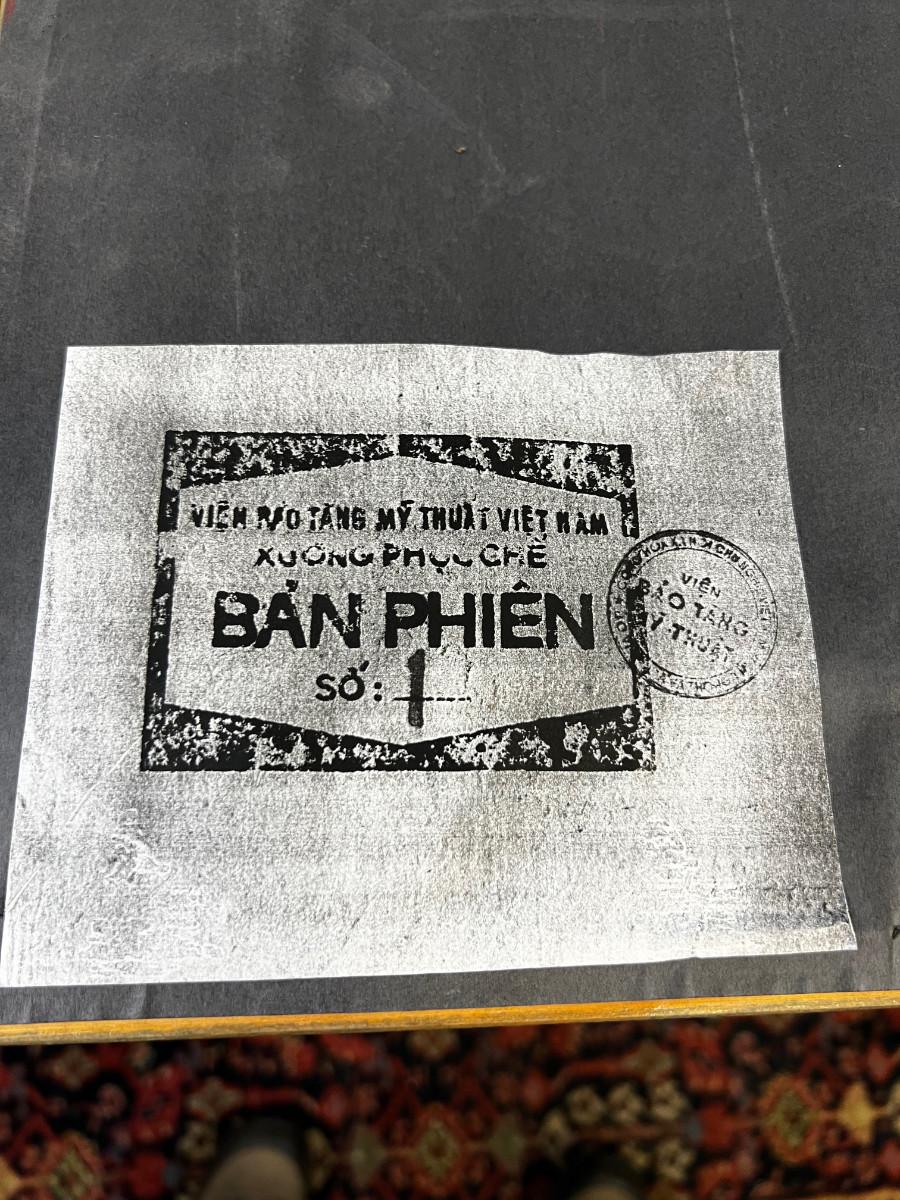 VIỆN BẢO TÀNG MỸ THUẬT VIỆT NAM
XƯỞNG PHỤC CHẾ
BẢN PHIÊN
SỐ: 1
VIỆN
BẢO TÀNG
MỸ THUẬT